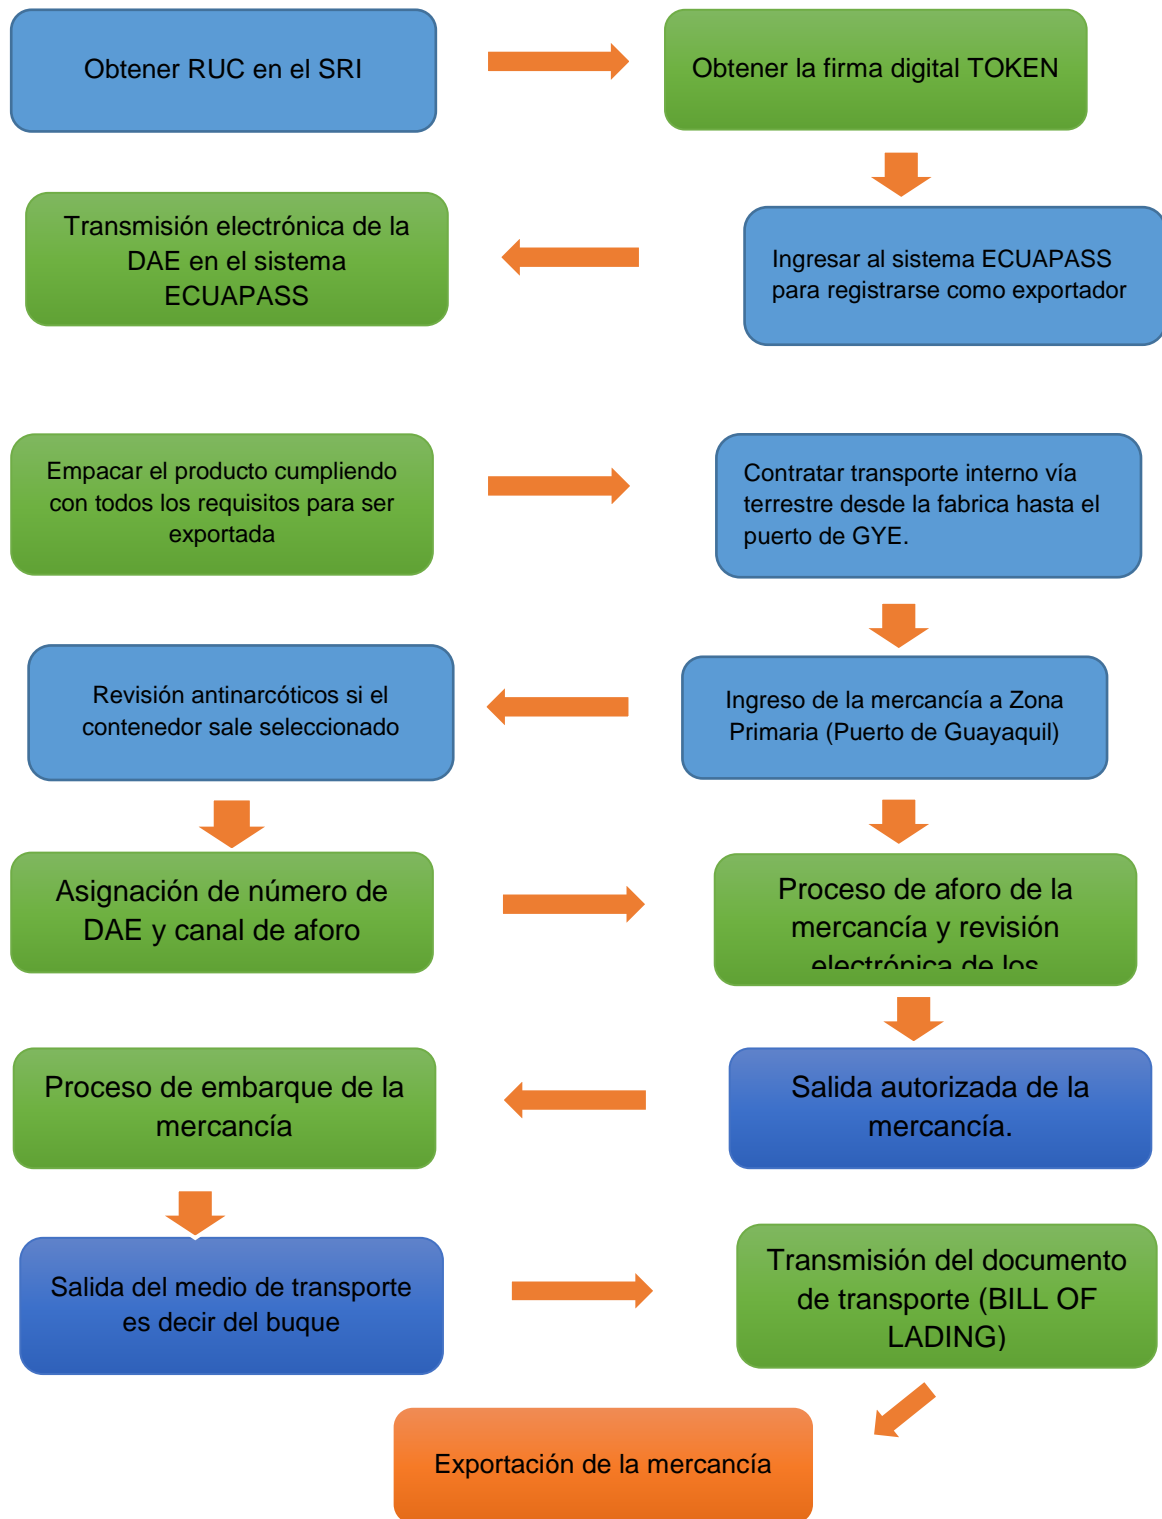 Obtener RUC en el SRI
Obtener la firma digital TOKEN
Ingresar al sistema ECUAPASS
para registrarse como exportador
Transmisión electrónica de la
DAE en el sistema
ECUAPASS
Empacar el producto cumpliendo
con todos los requisitos para ser
exportada
Contratar transporte interno vía
terrestre desde la fabrica hasta el
puerto de GYE.
Ingreso de la mercancía a Zona
Primaria (Puerto de Guayaquil)
Revisión antinarcóticos si el
contenedor sale seleccionado
Asignación de número de
DAE y canal de aforo
Proceso de aforo de la
mercancía y revisión
electrónica de los
Salida autorizada de la
mercancía.
Proceso de embarque de la
mercancía
Salida del medio de transporte
es decir del buque
Transmisión del documento
de transporte (BILL OF
LADING)
Exportación de la mercancía